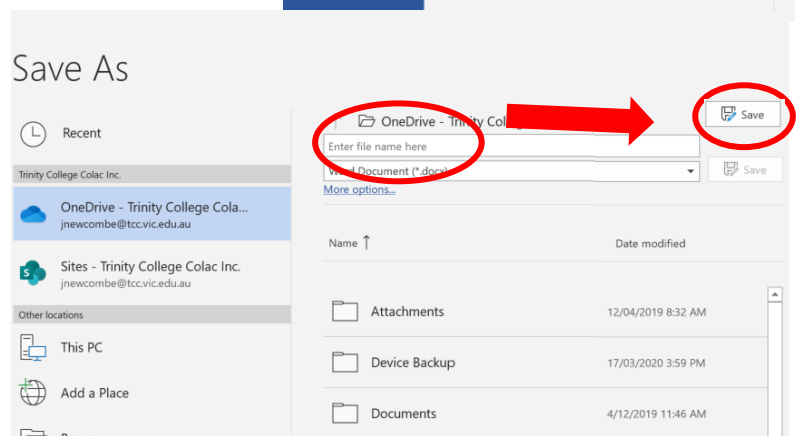 Save As
Recent
Trinity College Colac Inc.
OneDrive - Trinity College Cola...
jnewcombe@tcc.vic.edu.au
Sites - Trinity College Colac Inc.
jnewcombe@tcc.vic.edu.au
Other locations
This PC
Add a Place
OneDrive - Trinity Col
Save
Enter file name here
Word Document (*.docx)
Save
More options...
Name ↑
Date modified
Attachments
12/04/2019 8:32 AM
Device Backup
17/03/2020 3:59 PM
Documents
4/12/2019 11:46 AM